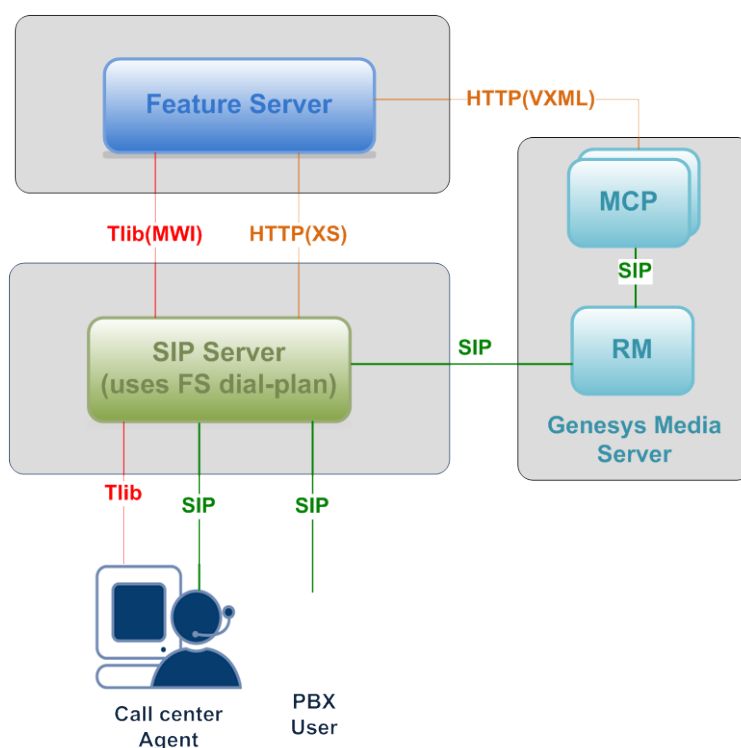 Feature Server
HTTP(VXML)
MCP
Tlib(MWI)
HTTP(XS)
SIP
SIP Server
(uses FS dial-plan)
SIP
RM
Genesys Media
Server
Tlib
SIP
SIP
Call center
Agent
PBX
User